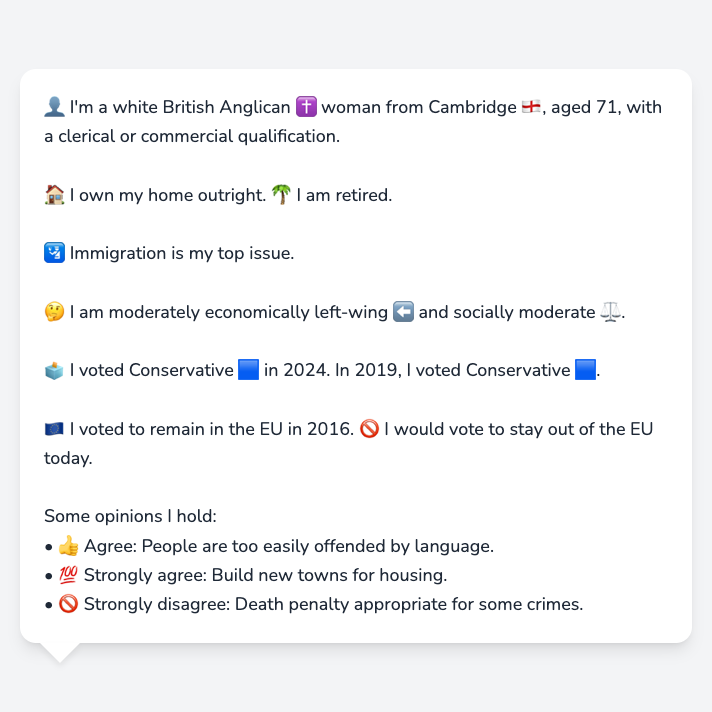 👤 I'm a white British Anglican ✝️ woman from Cambridge 🏴󠁧󠁢󠁥󠁮󠁧󠁿, aged 71, with
a clerical or commercial qualification.
🏠 I own my home outright. 🌴 I am retired.
🛂 Immigration is my top issue.
🤔 I am moderately economically left-wing ⬅️ and socially moderate ⚖️.
🗳️ I voted Conservative 🟦 in 2024. In 2019, I voted Conservative 🟦.
🇪🇺 I voted to remain in the EU in 2016. 🚫 I would vote to stay out of the EU
today.
Some opinions I hold:
• 👍 Agree: People are too easily offended by language.
• 💯 Strongly agree: Build new towns for housing.
• 🚫 Strongly disagree: Death penalty appropriate for some crimes.